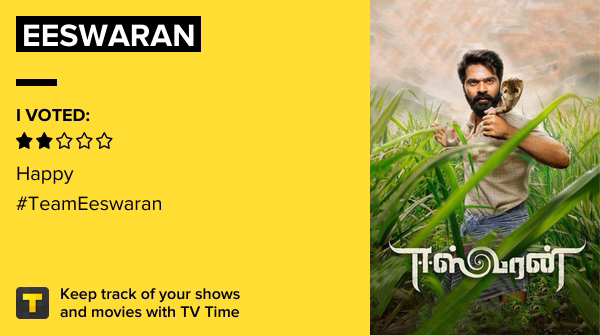 EESWARAN
I VOTED:
Happy
#TeamEeswaran
T
Keep track of your shows
and movies with TV Time
ஈஸ்வரன்